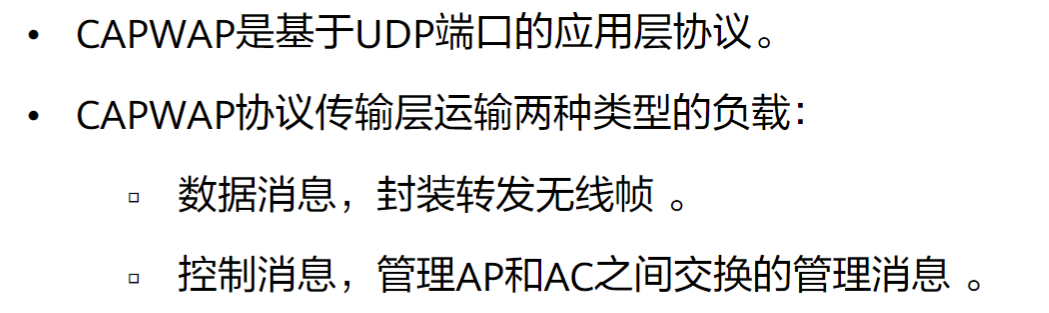 • CAPWAP是基于UDP端口的应用层协议。
• CAPWAP协议传输层运输两种类型的负载：
▫ 数据消息，封装转发无线帧 。
▫ 控制消息，管理AP和AC之间交换的管理消息 。